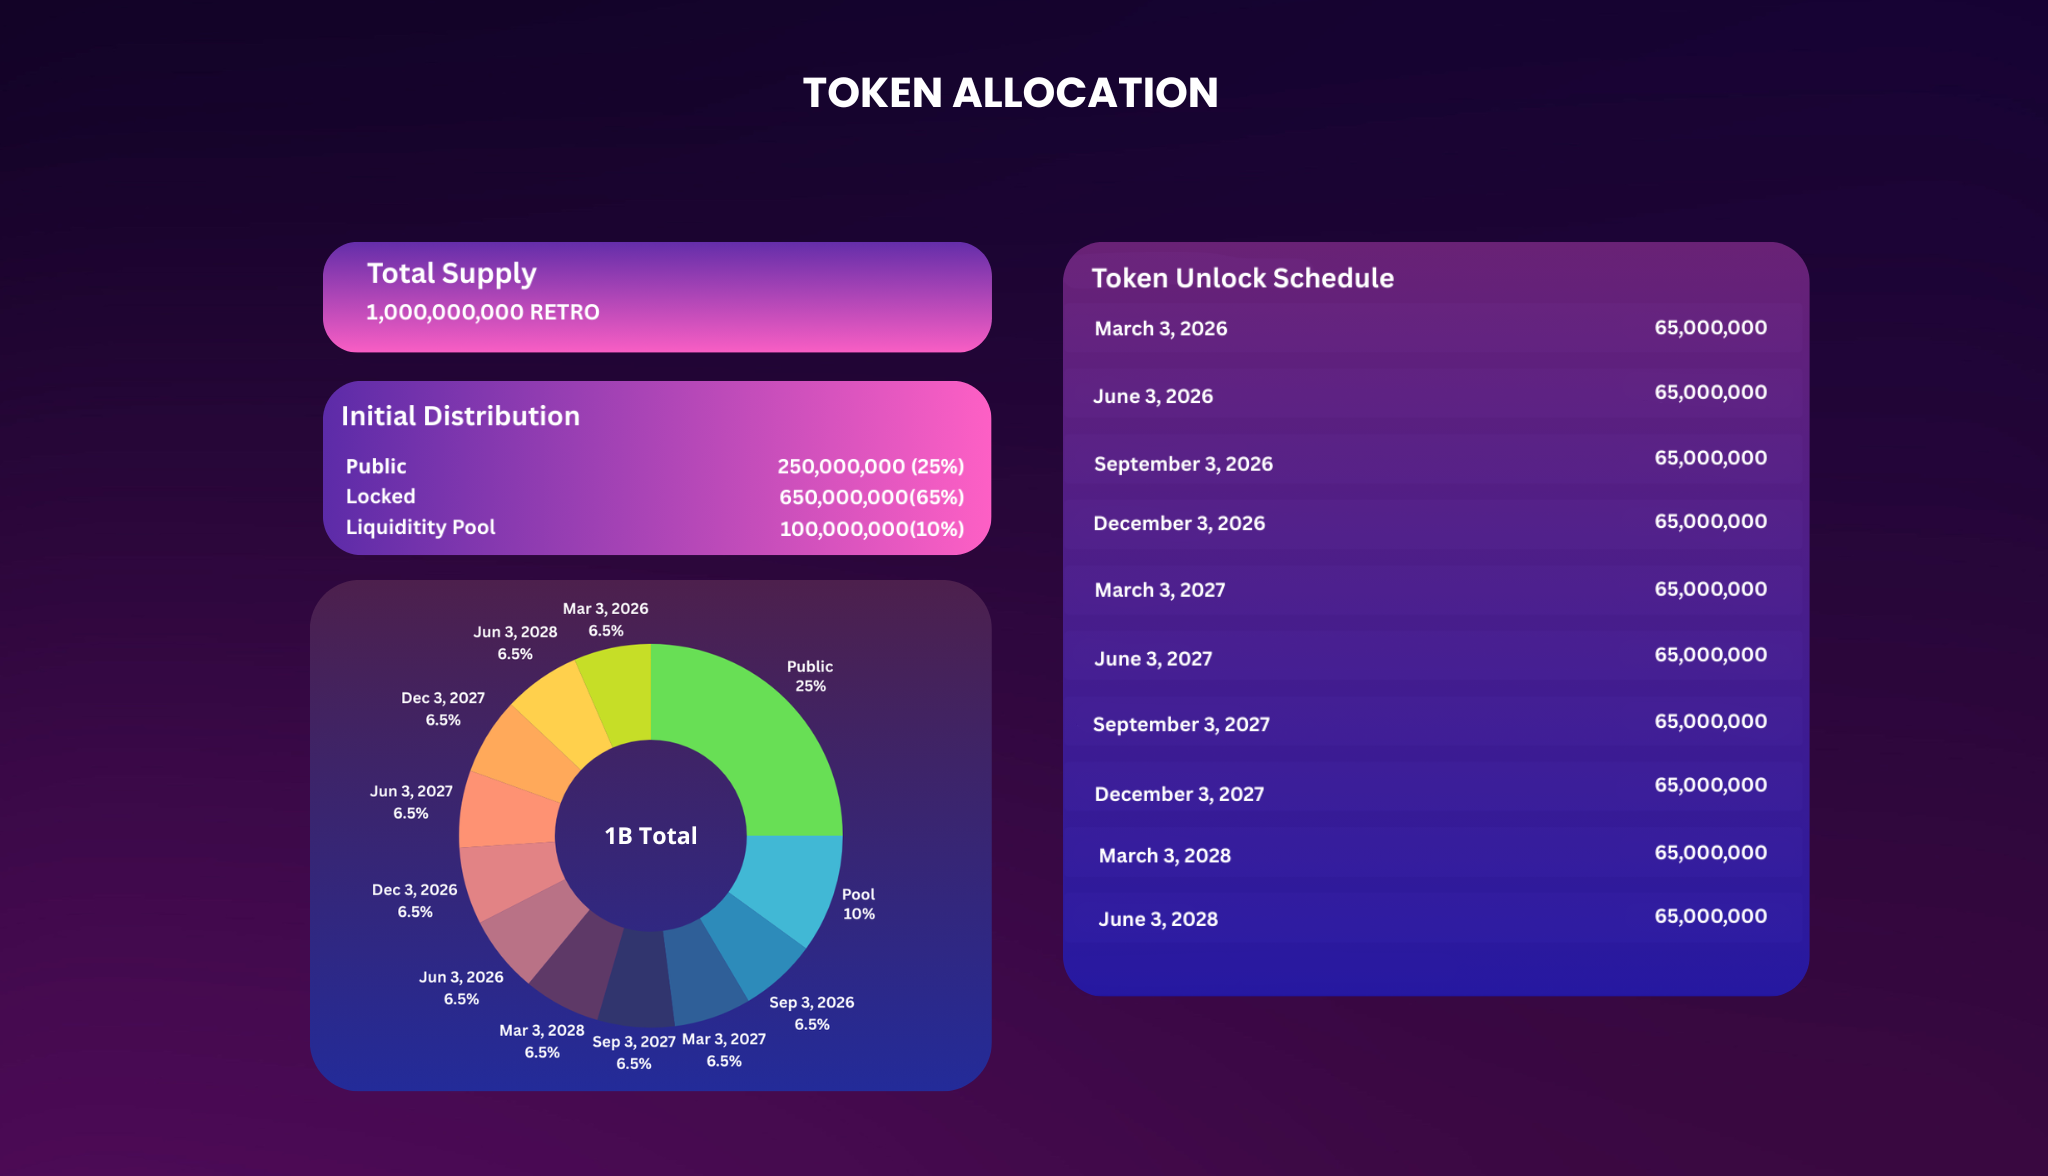 TOKEN ALLOCATION
Total Supply
1,000,000,000 RETRO
Initial Distribution
Public 250,000,000 (25%)
Locked 650,000,000(65%)
Liquiditity Pool 100,000,000(10%)
Mar 3, 2026
6.5%
Jun 3, 2028
6.5%
Public
25%
Dec 3, 2027
6.5%
Jun 3, 2027
6.5%
1B Total
Dec 3, 2026
6.5%
Pool
10%
Jun 3, 2026
6.5%
Sep 3, 2026
6.5%
Mar 3, 2028
6.5%
Sep 3, 2027
6.5%
Mar 3, 2027
6.5%
Token Unlock Schedule
March 3, 2026 65,000,000
June 3, 2026 65,000,000
September 3, 2026 65,000,000
December 3, 2026 65,000,000
March 3, 2027 65,000,000
June 3, 2027 65,000,000
September 3, 2027 65,000,000
December 3, 2027 65,000,000
March 3, 2028 65,000,000
June 3, 2028 65,000,000